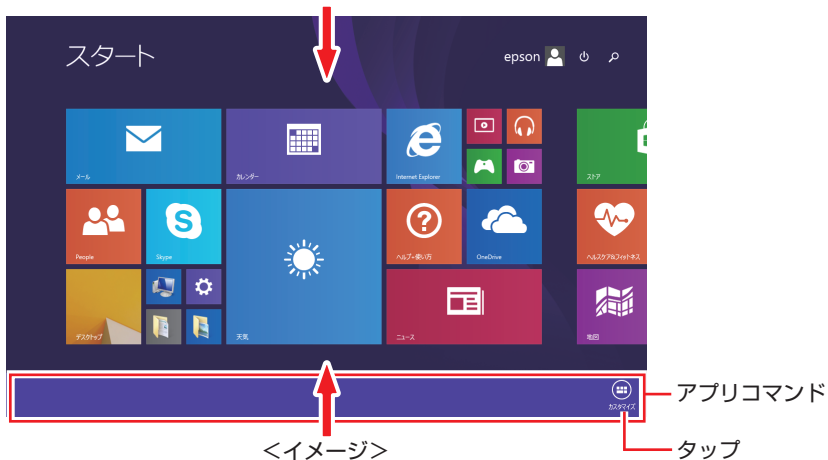 スタート
epson
メール
カレンダー
Internet Explorer
ストア
People
Skype
ヘルプ+使い方
OneDrive
ヘルスケア&フィットネス
デスクトップ
天気
ニュース
地図
カスタマイズ
アプリコマンド
<イメージ>
タップ